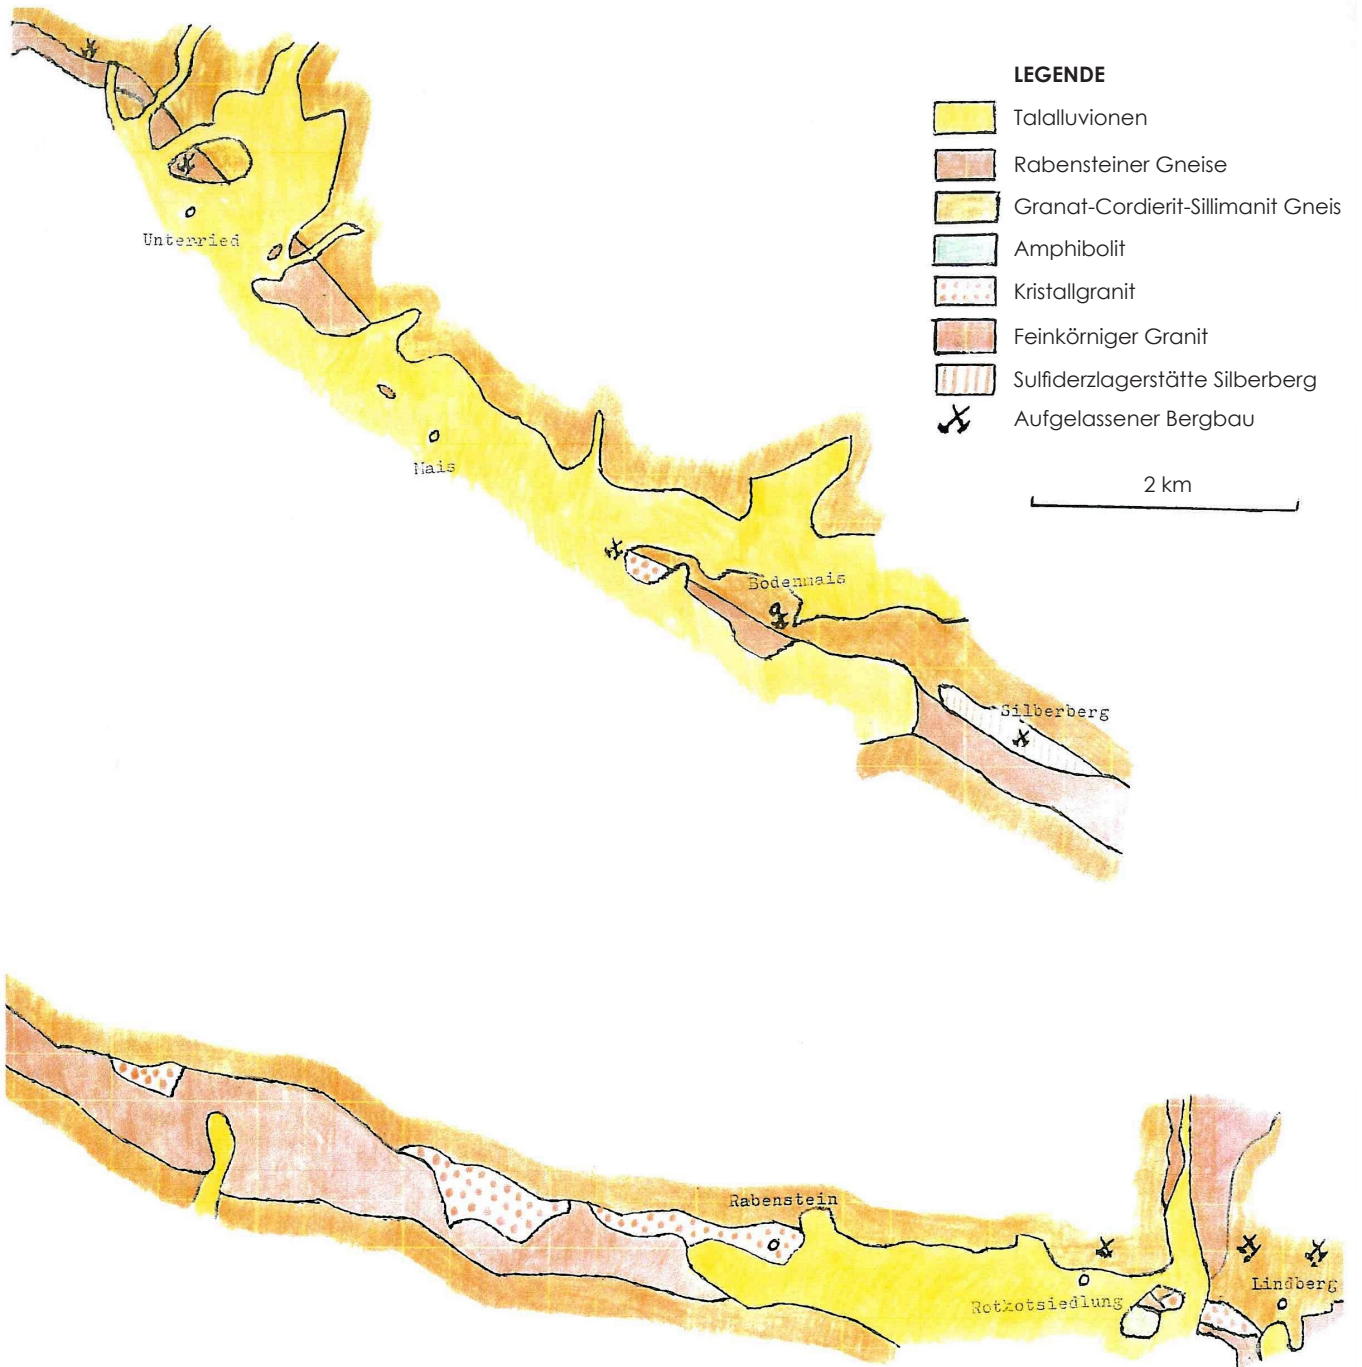 LEGENDE
Talalluvionen
Rabensteiner Gneise
Granat-Cordierit-Sillimanit Gneis
Amphibolit
Kristallgranit
Feinkörniger Granit
Sulfiderzlagerstätte Silberberg
Aufgelassener Bergbau
2 km
Unterried
Mais
Bodenmais
Silberberg
Rabenstein
Rotkotsiedlung
Lindberg